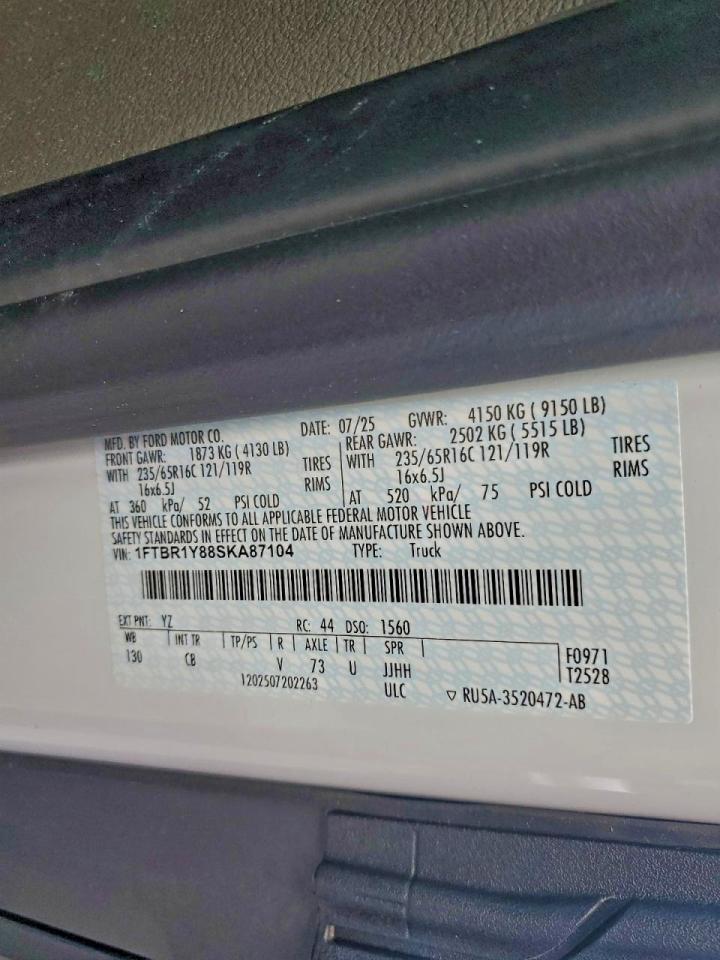 MFD. BY FORD MOTOR CO. DATE: 07/25 GVWR: 4150 KG ( 9150 LB)
FRONT GAWR: 1873 KG ( 4130 LB) REAR GAWR: 2502 KG ( 5515 LB)
WITH 235/65R16C 121/119R TIRES WITH 235/65R16C 121/119R TIRES
16x6.5J RIMS 16x6.5J RIMS
AT 360 kPa/ 52 PSI COLD AT 520 kPa/ 75 PSI COLD
THIS VEHICLE CONFORMS TO ALL APPLICABLE FEDERAL MOTOR VEHICLE
SAFETY STANDARDS IN EFFECT ON THE DATE OF MANUFACTURE SHOWN ABOVE.
VIN: 1FTBR1Y88SKA87104 TYPE: Truck
EXT PNT: YZ RC: 44 DSO: 1560
WB INT TR TP/PS R AXLE TR SPR F0971
130 CB V 73 U JJHH T2528
1202507202263 ULC ▽ RU5A-3520472-AB